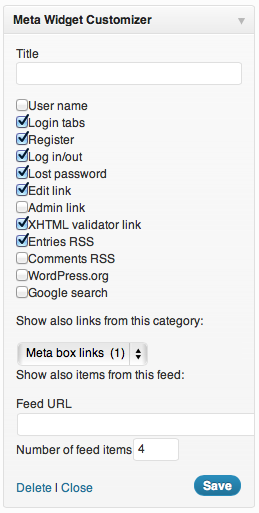 Meta Widget Customizer
Title
User name
Login tabs
Register
Log in/out
Lost password
Edit link
Admin link
XHTML validator link
Entries RSS
Comments RSS
WordPress.org
Google search
Show also links from this category:
Meta box links (1)
Show also items from this feed:
Feed URL
Number of feed items 4
Delete | Close Save